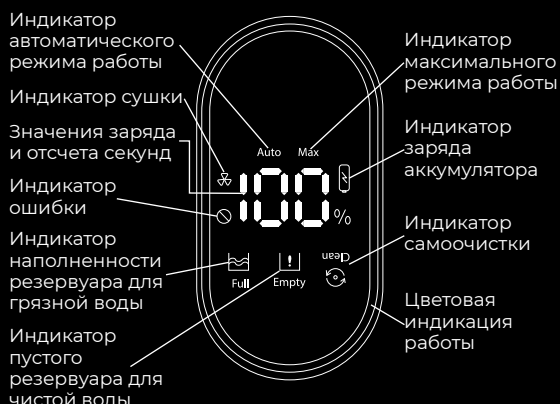 Индикатор
автоматического
режима работы
Индикатор сушки
Значения заряда
и отсчета секунд
Индикатор
ошибки
Индикатор
наполненности
резервуара для
грязной воды
Индикатор
пустого
резервуара для
чистой воды
Auto Max
100
%
Full
Empty
Clean
Индикатор
максимального
режима работы
Индикатор
заряда
аккумулятора
Индикатор
самоочистки
Цветовая
индикация
работы